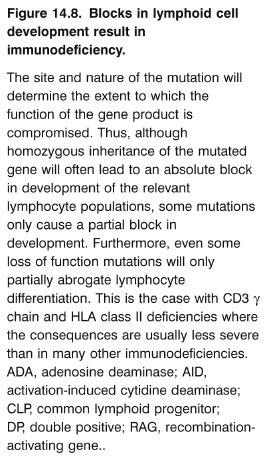 Figure 14.8. Blocks in lymphoid cell
development result in
immunodeficiency.
The site and nature of the mutation will
determine the extent to which the
function of the gene product is
compromised. Thus, although
homozygous inheritance of the mutated
gene will often lead to an absolute block
in development of the relevant
lymphocyte populations, some mutations
only cause a partial block in
development. Furthermore, even some
loss of function mutations will only
partially abrogate lymphocyte
differentiation. This is the case with CD3 γ
chain and HLA class II deficiencies where
the consequences are usually less severe
than in many other immunodeficiencies.
ADA, adenosine deaminase; AID,
activation-induced cytidine deaminase;
CLP, common lymphoid progenitor;
DP, double positive; RAG, recombination-
activating gene..